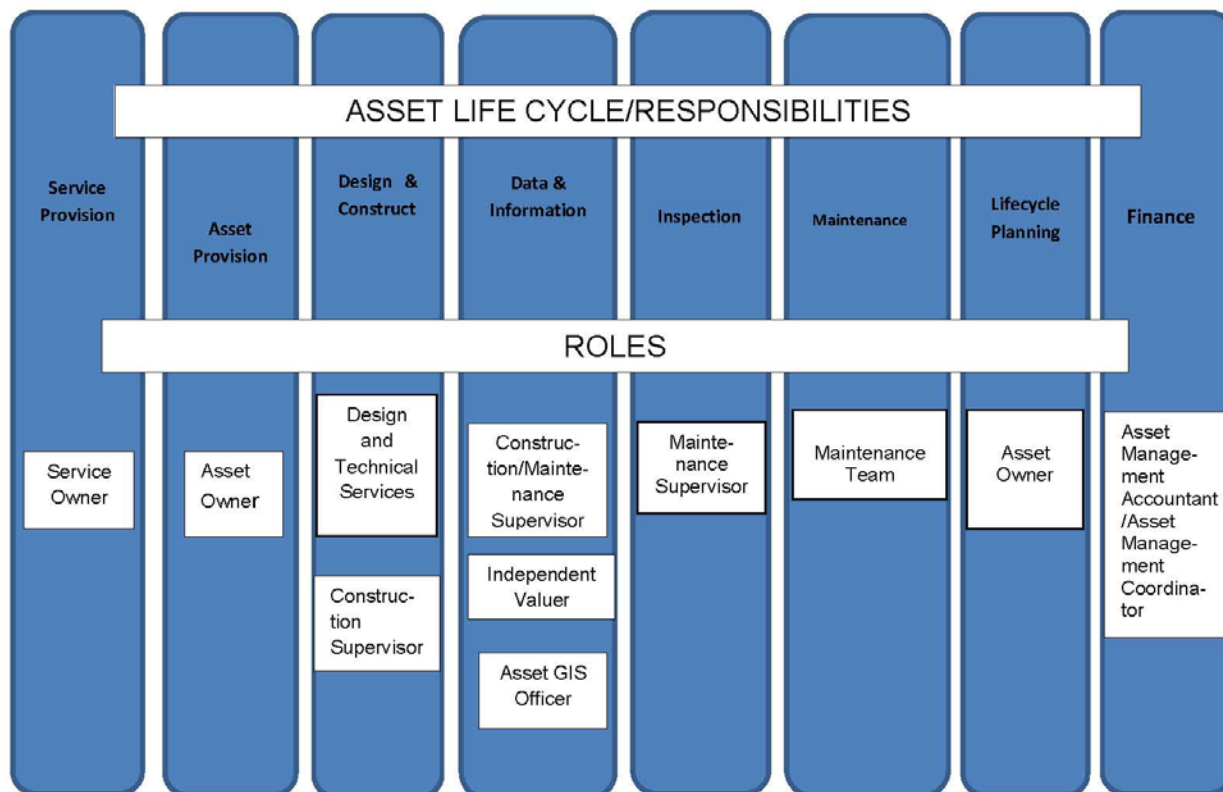 ASSET LIFE CYCLE/RESPONSIBILITIES
Service
Provision
Asset
Provision
Design & 
Construct
Data &
Information
Inspection
Maintenance
Lifecycle
Planning
Finance
ROLES
Service
Owner
Asset
Owner
Design
and
Technical
Services
Construc-
tion
Supervisor
Construc-
tion/Mainte-
nance
Supervisor
Independent
Valuer
Asset GIS
Officer
Mainte-
nance
Supervisor
Maintenance
Team
Asset
Owner
Asset
Manage-
ment
Accountant
/Asset
Manage-
ment
Coordina-
tor